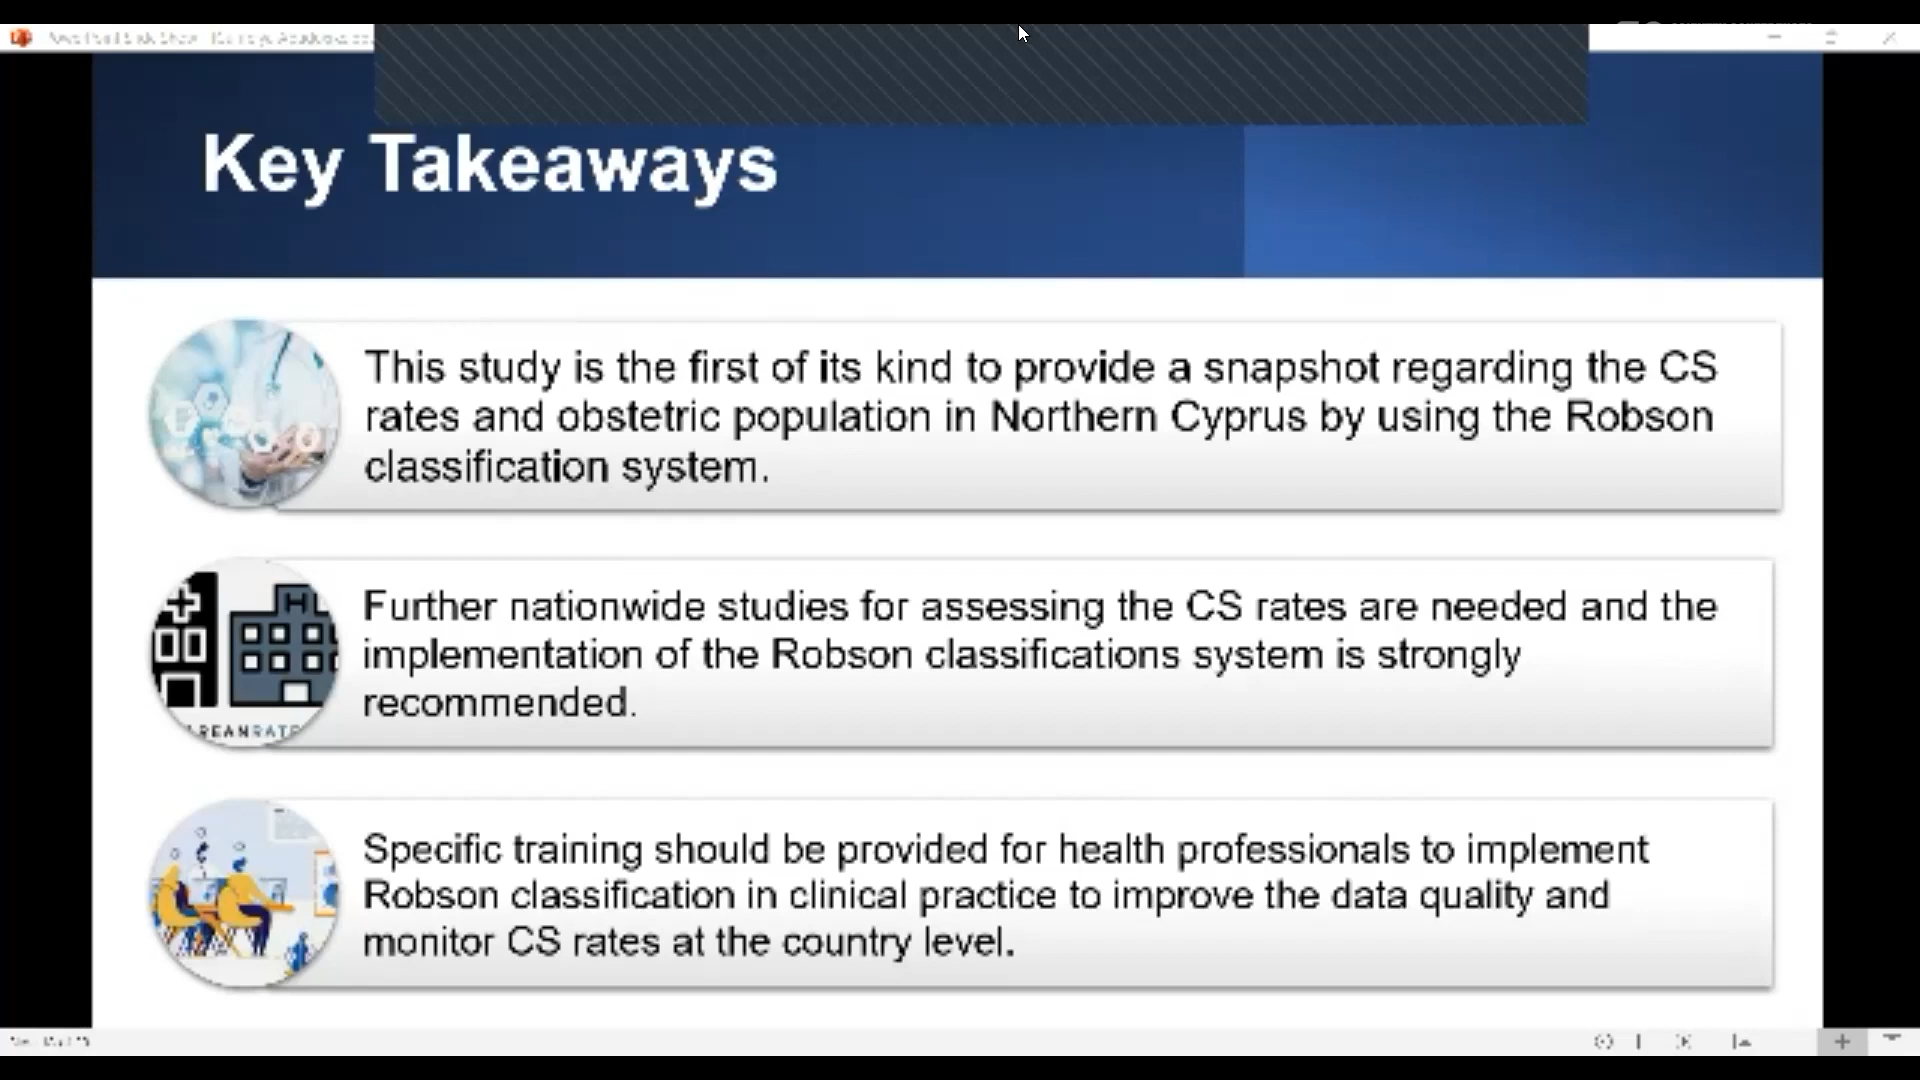 PowerPoint Slide Show
Key Takeaways
This study is the first of its kind to provide a snapshot regarding the CS
rates and obstetric population in Northern Cyprus by using the Robson
classification system.
H
REANRATE
Further nationwide studies for assessing the CS rates are needed and the
implementation of the Robson classifications system is strongly
recommended.
Specific training should be provided for health professionals to implement
Robson classification in clinical practice to improve the data quality and
monitor CS rates at the country level.